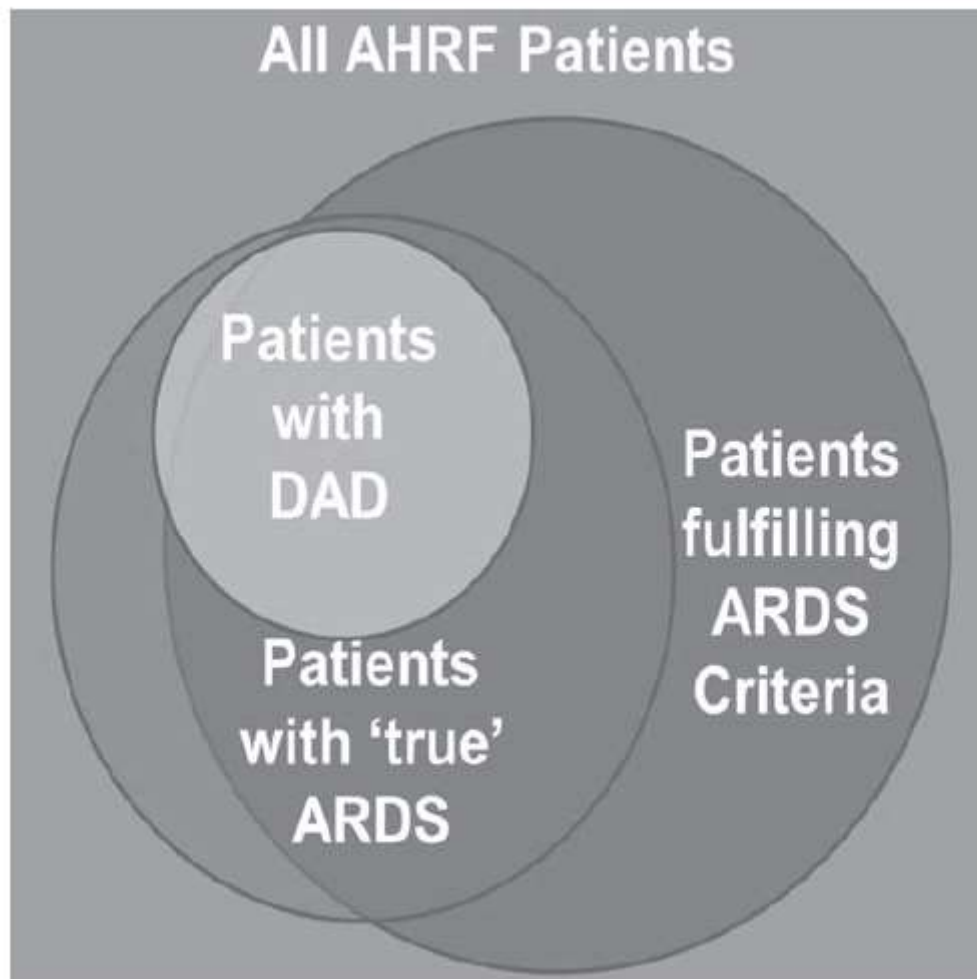 All AHRF Patients
Patients
with
DAD
Patients
fulfilling
ARDS
Criteria
Patients
with ‘true’
ARDS